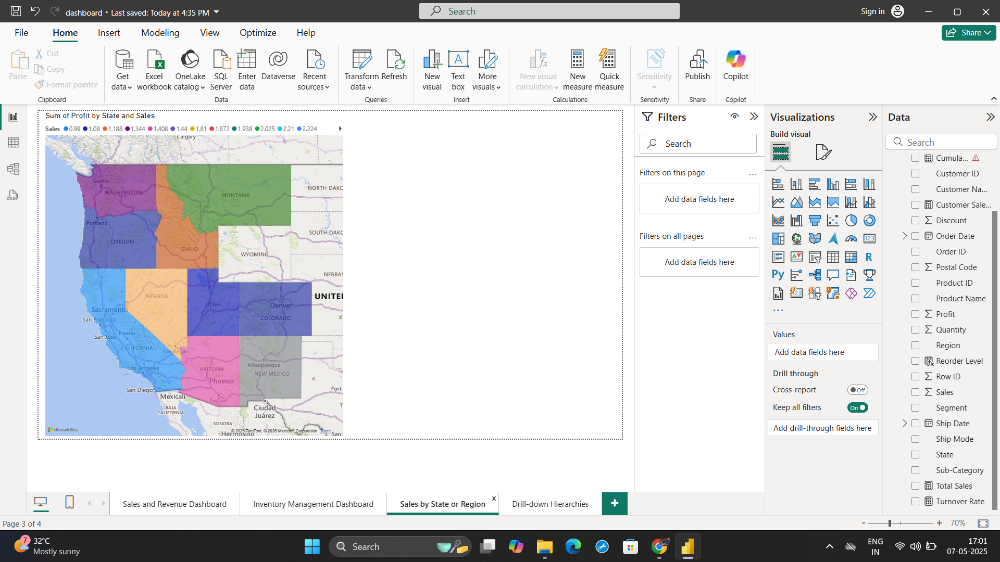 dashboard • Last saved: Today at 4:35 PM
Search
Sign in
File
Home
Insert
Modeling
View
Optimize
Help
Share
Paste
Cut
Copy
Format painter
Clipboard
Get data
Excel workbook
OneLake catalog
SQL Server
Enter data
Dataverse
Recent sources
Data
Transform data
Refresh
Queries
New visual
Text box
More visuals
Insert
New visual calculation
New measure
Quick measure
Calculations
Sensitivity
Sensitivity
Publish
Share
Copilot
Copilot
Sum of Profit by State and Sales
Sales 0.99 1.08 1.188 1.344 1.408 1.44 1.81 1.872 1.938 2.025 2.21 2.224
Calgary
Seattle
WASHINGTON
MONTANA
NORTH DAKO
Portland
OREGON
IDAHO
SOUTH DAKO
WYOMING
NEBRAS
NEVADA
UTAH
Denver
COLORADO
UNITED
Sacramento
San Francisco
San Jose
Fresno
CALIFORNIA
Las Vegas
Los Angeles
ARIZONA
Phoenix
Albuquerque
NEW MEXICO
San Diego
Mexicali
Tucson
Fort
BAJA CALIFORNIA
Ciudad Juárez
SONORA
Hermosillo
Microsoft Bing
© 2025 TomTom, © 2025 Microsoft Corporation Terms
Filters
Search
Filters on this page
Add data fields here
Filters on all pages
Add data fields here
Visualizations
Build visual
R
Py
123
Values
Add data fields here
Drill through
Cross-report
Off
Keep all filters
On
Add drill-through fields here
Data
Search
Cumula...
Customer ID
Customer Na...
Customer Sale...
Discount
Order Date
Order ID
Postal Code
Product ID
Product Name
Profit
Quantity
Region
Reorder Level
Row ID
Sales
Segment
Ship Date
Ship Mode
State
Sub-Category
Total Sales
Turnover Rate
DAX
Sales and Revenue Dashboard
Inventory Management Dashboard
Sales by State or Region
x
Drill-down Hierarchies
+
Page 3 of 4
- + 70%
7
32°C
Mostly sunny
Search
ENG
IN
17:01
07-05-2025